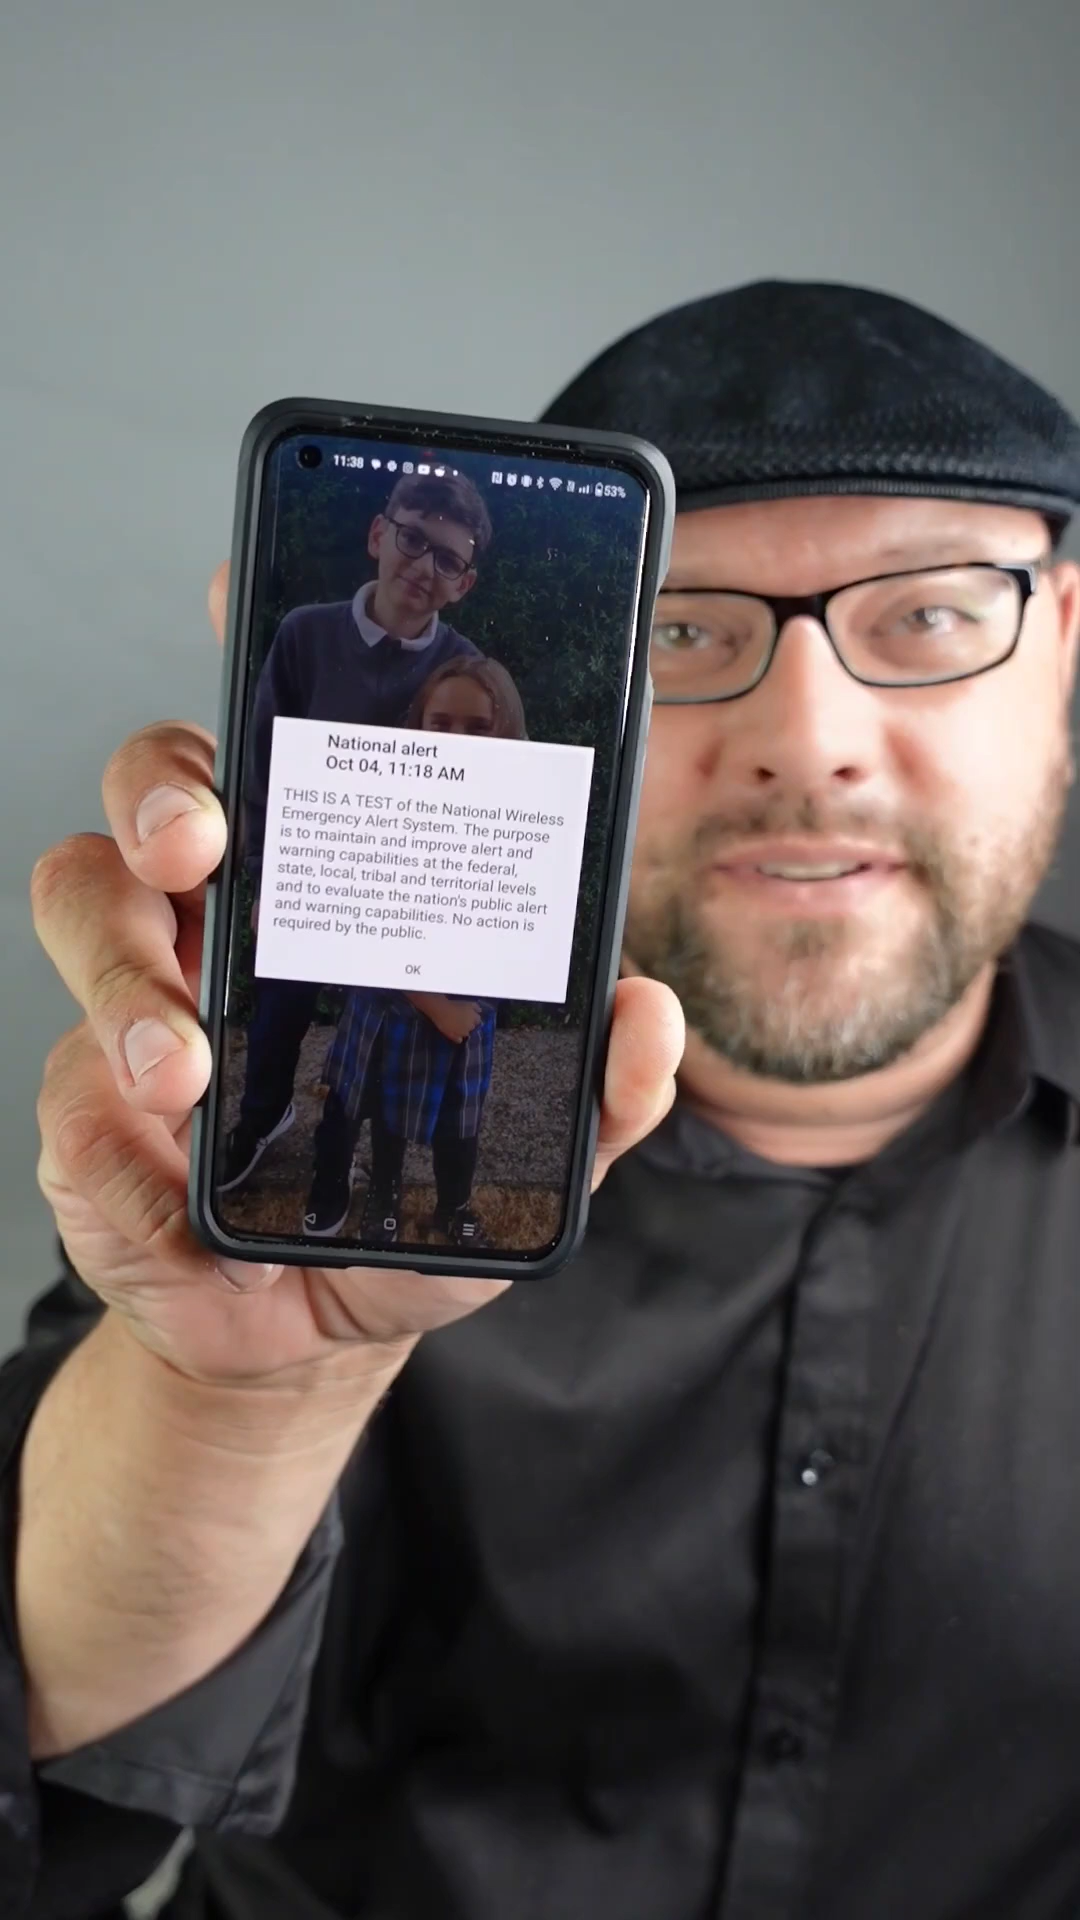 11:38
53%
National alert
Oct 04, 11:18 AM
THIS IS A TEST of the National Wireless
Emergency Alert System. The purpose
is to maintain and improve alert and
warning capabilities at the federal,
state, local, tribal and territorial levels
and to evaluate the nation's public alert
and warning capabilities. No action is
required by the public.
OK